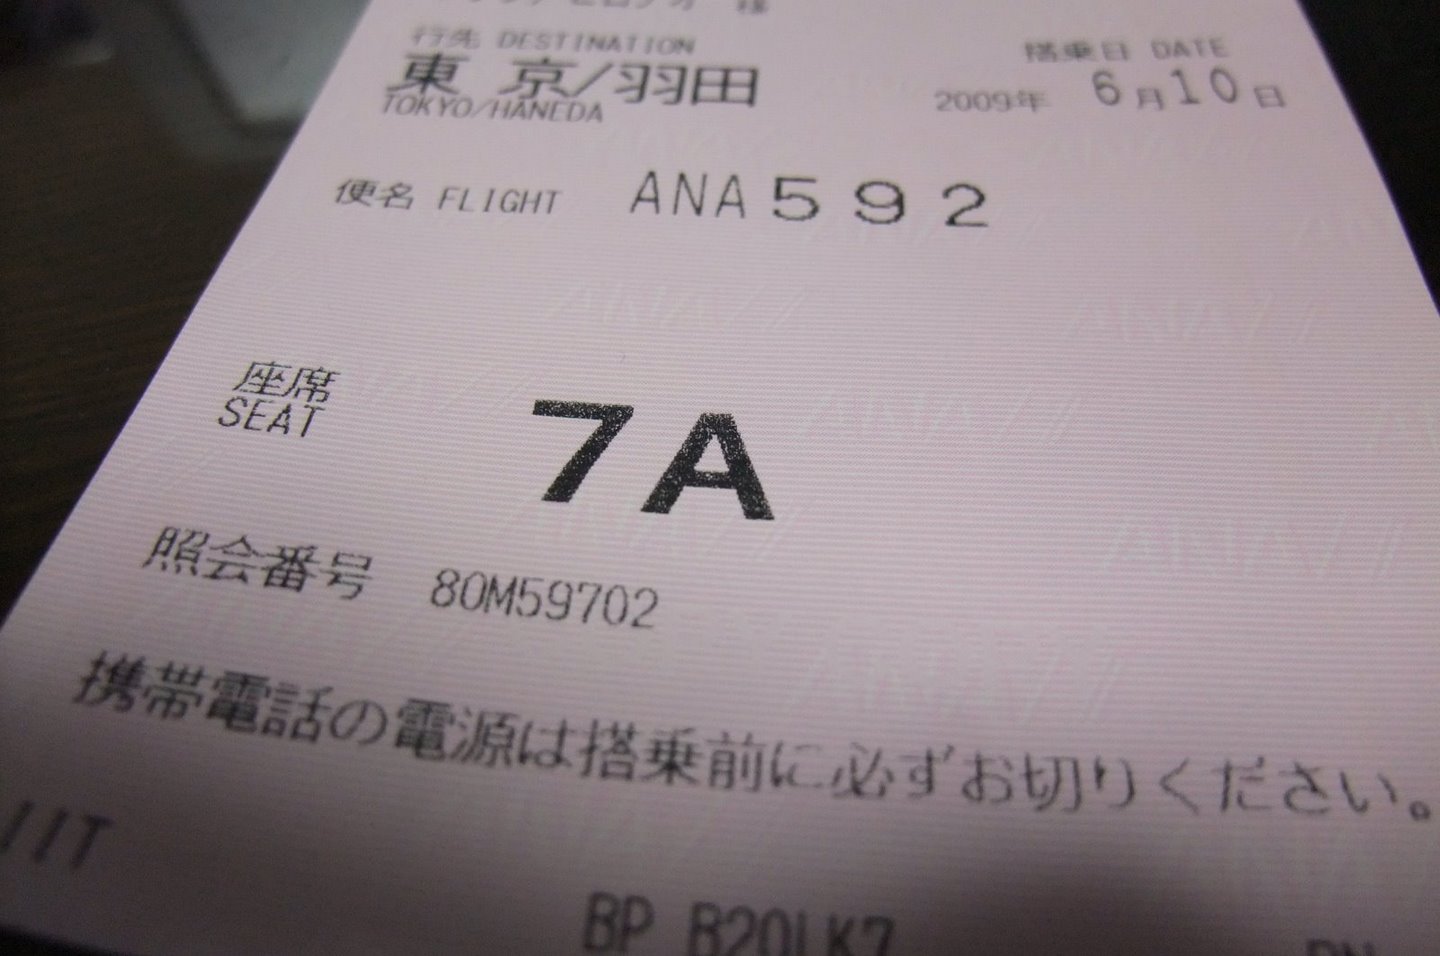 様
行先 DESTINATION
搭乗日 DATE
東 京/羽田
TOKYO/HANEDA
2009年 6月10日
便名 FLIGHT ANA592
座席
SEAT
7A
照会番号 80M59702
携帯電話の電源は搭乗前に必ずお切りください。
BP B20LK7